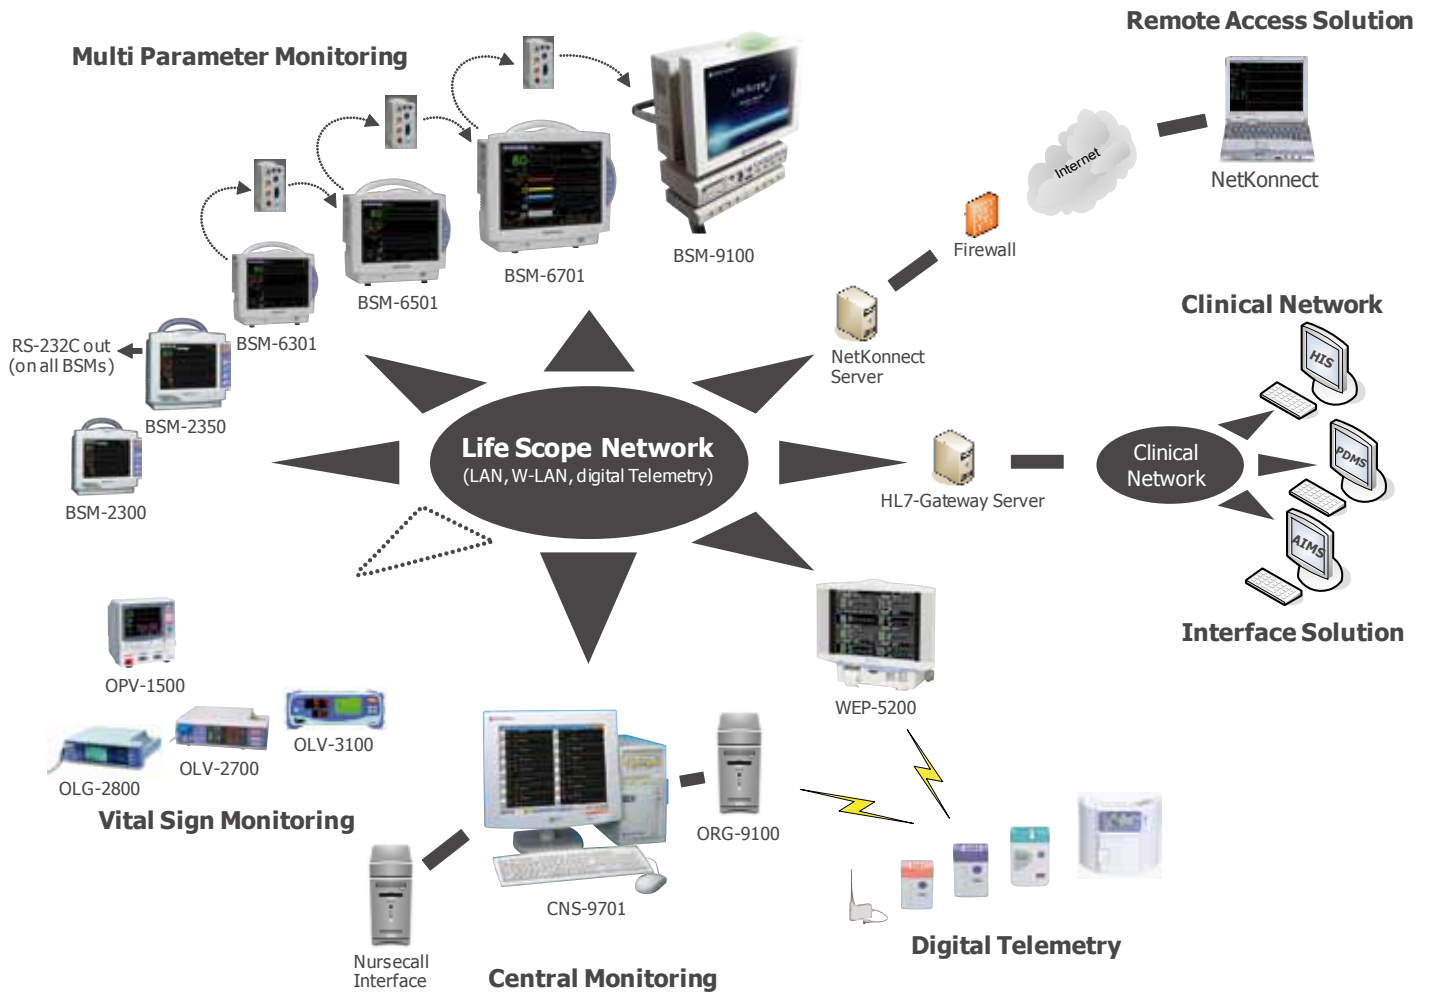 Remote Access Solution
Multi Parameter Monitoring
Life Scope
Internet
NetKonnect
Firewall
BSM-9100
BSM-6701
BSM-6501
BSM-6301
Clinical Network
RS-232C out
(on all BSMs)
NetKonnect
Server
HIS
BSM-2350
Life Scope Network
(LAN, W-LAN, digital Telemetry)
Clinical
Network
PDMS
HL7-Gateway Server
BSM-2300
AIMS
Interface Solution
OPV-1500
WEP-5200
OLV-3100
OLV-2700
OLG-2800
Vital Sign Monitoring
ORG-9100
CNS-9701
Nursecall
Interface
Digital Telemetry
Central Monitoring
80